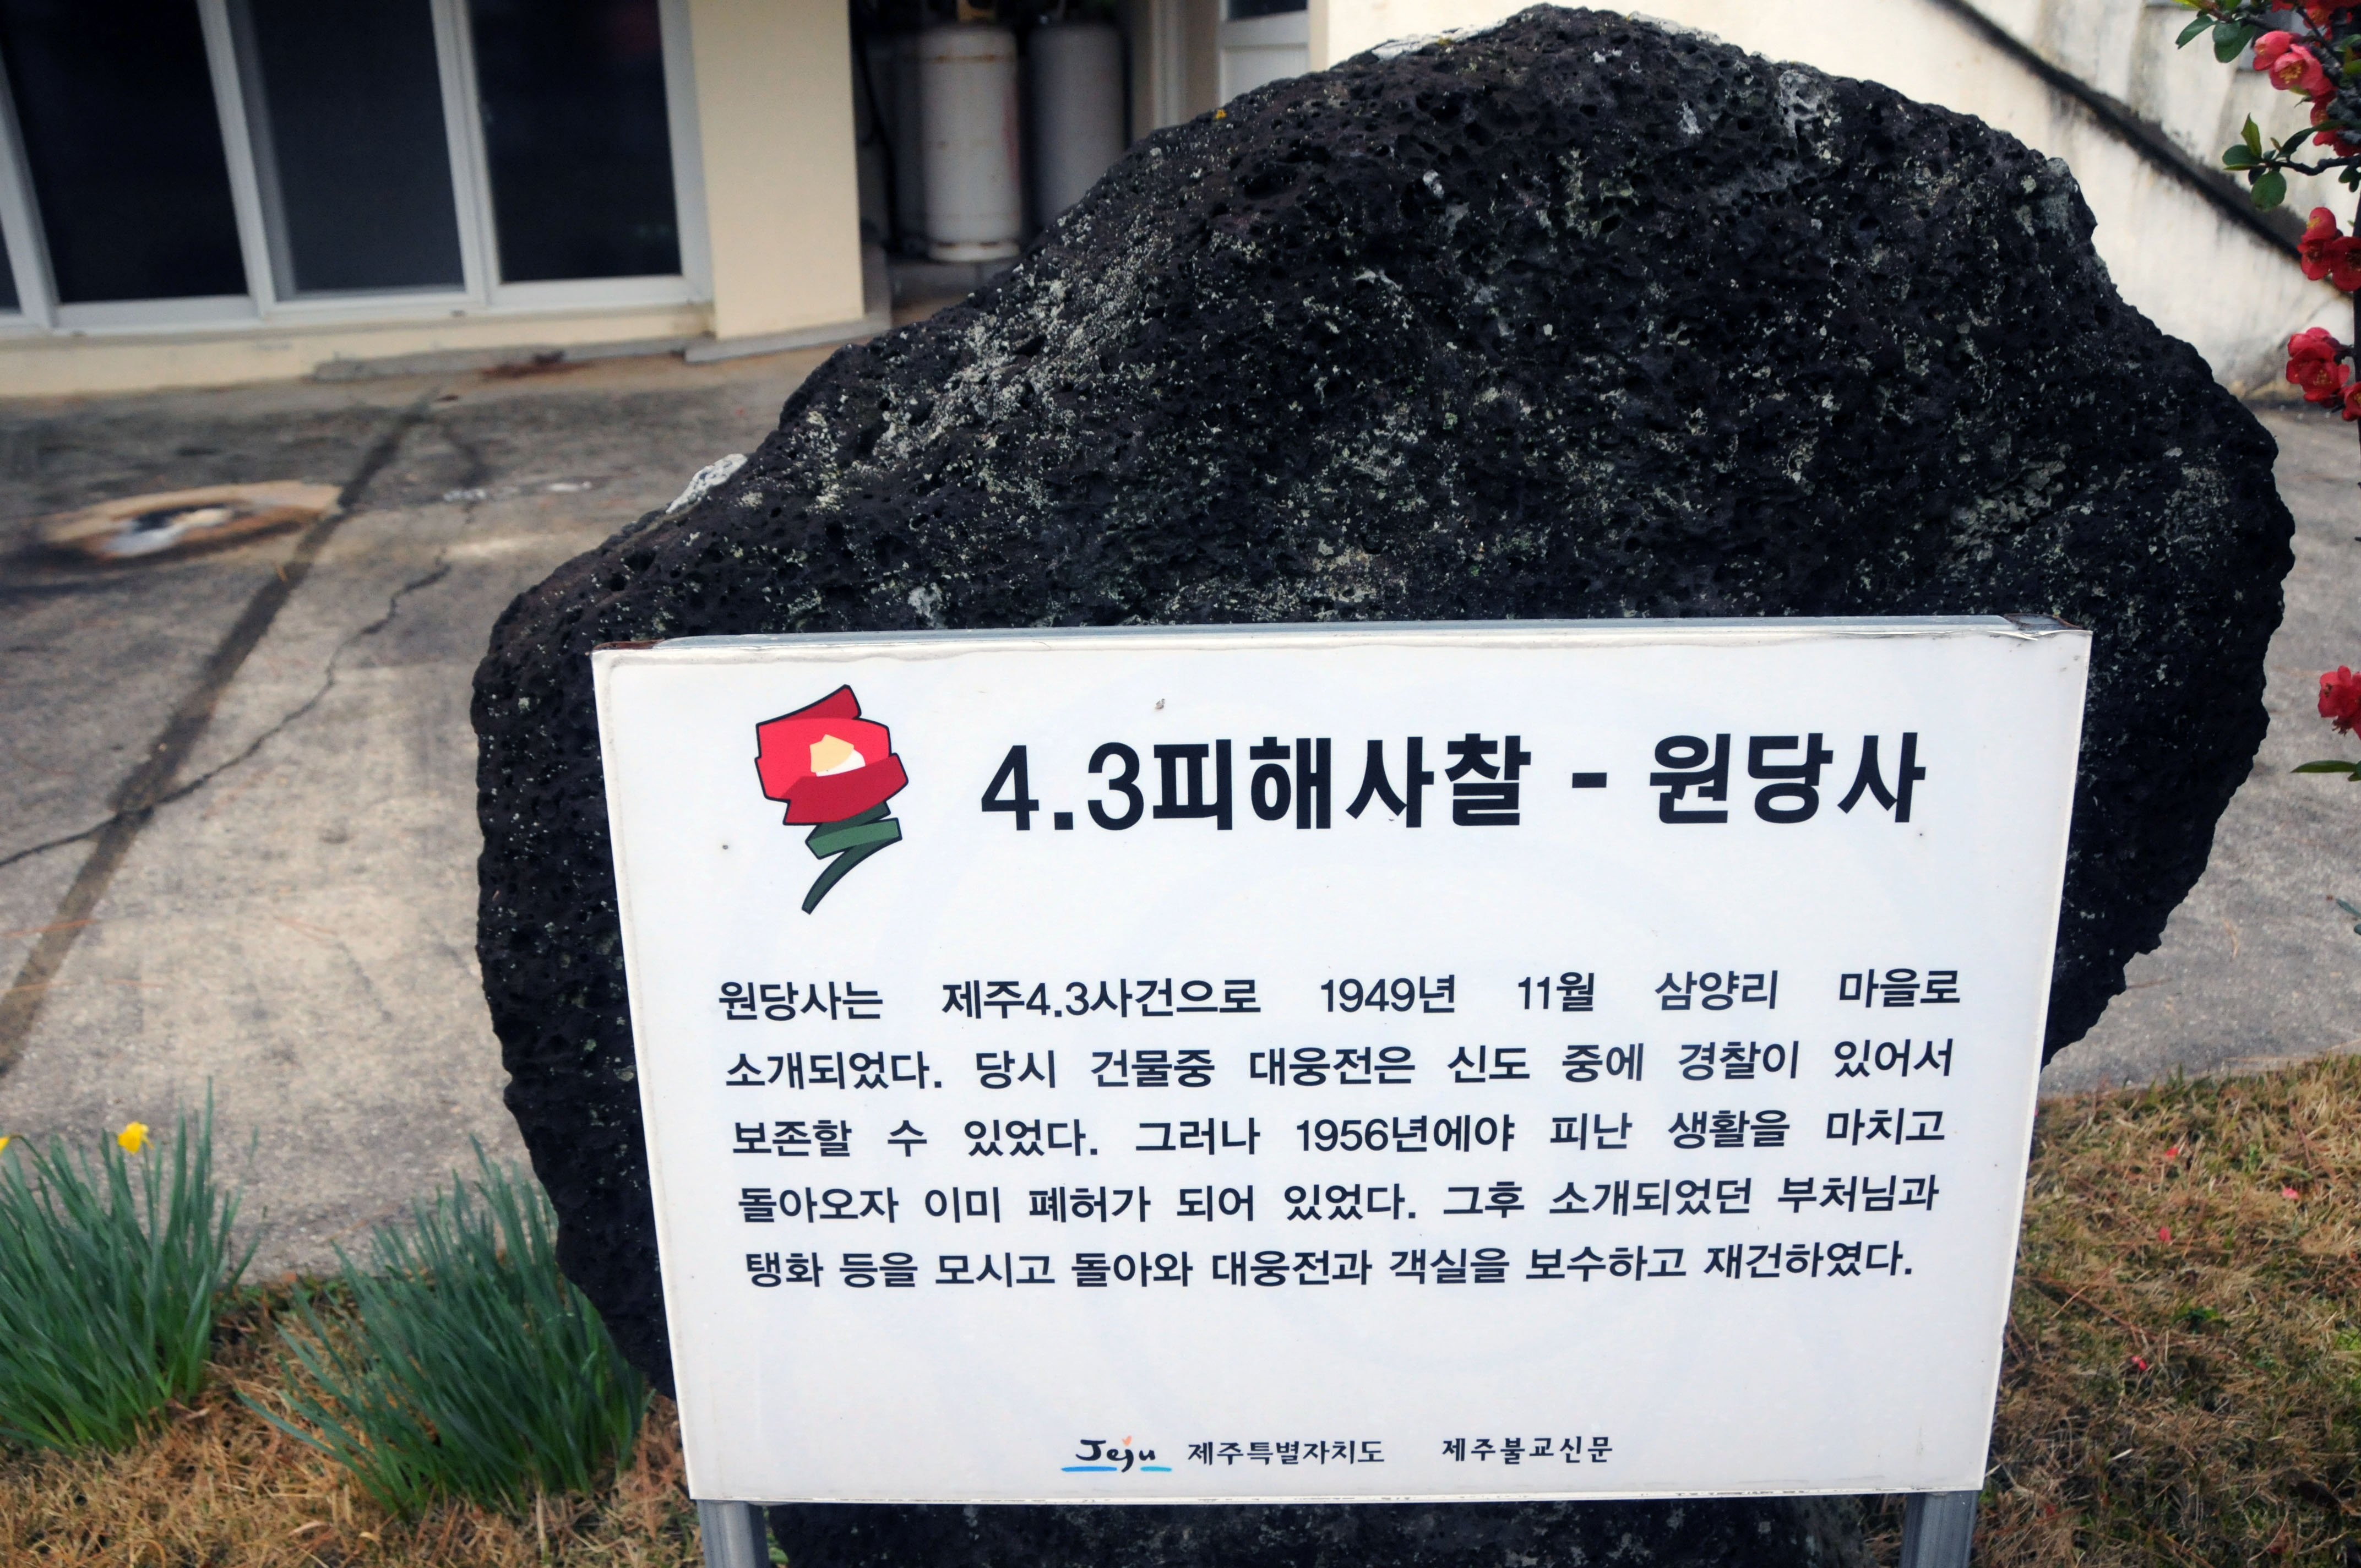 4.3피해사찰 - 원당사
원당사는 제주4.3사건으로 1949년 11월 삼양리 마을로
소개되었다. 당시 건물중 대웅전은 신도 중에 경찰이 있어서
보존할 수 있었다. 그러나 1956년에야 피난 생활을 마치고
돌아오자 이미 폐허가 되어 있었다. 그후 소개되었던 부처님과
탱화 등을 모시고 돌아와 대웅전과 객실을 보수하고 재건하였다.
Jeju 제주특별자치도 제주불교신문